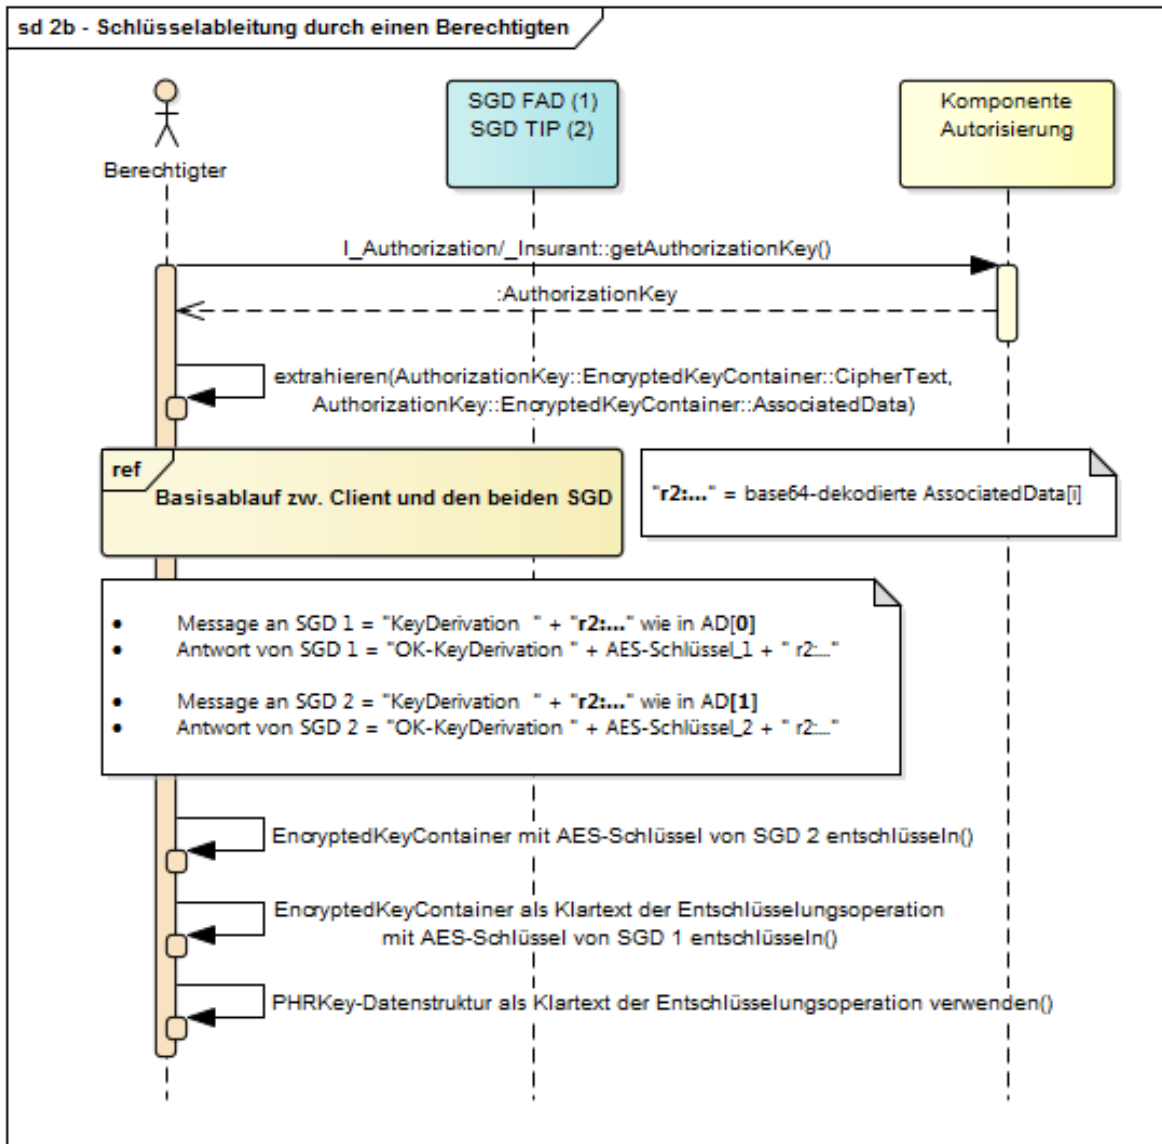 sd 2b - Schlüsselableitung durch einen Berechtigten
SGD FAD (1)
SGD TIP (2)
Komponente
Autorisierung
Berechtigter
I_Authorization/_Insurant::getAuthorizationKey()
:AuthorizationKey
extrahieren(AuthorizationKey::EncryptedKeyContainer::CipherText,
AuthorizationKey::EncryptedKeyContainer::AssociatedData)
ref
Basisablauf zw. Client und den beiden SGD
"r2:..." = base64-dekodierte AssociatedData[i]
• Message an SGD 1 = "KeyDerivation " + "r2:..." wie in AD[0]
• Antwort von SGD 1 = "OK-KeyDerivation " + AES-Schlüssel_1 + " r2:..."
• Message an SGD 2 = "KeyDerivation " + "r2:..." wie in AD[1]
• Antwort von SGD 2 = "OK-KeyDerivation " + AES-Schlüssel_2 + " r2:..."
EncryptedKeyContainer mit AES-Schlüssel von SGD 2 entschlüsseln()
EncryptedKeyContainer als Klartext der Entschlüsselungsoperation
mit AES-Schlüssel von SGD 1 entschlüsseln()
PHRKey-Datenstruktur als Klartext der Entschlüsselungsoperation verwenden()